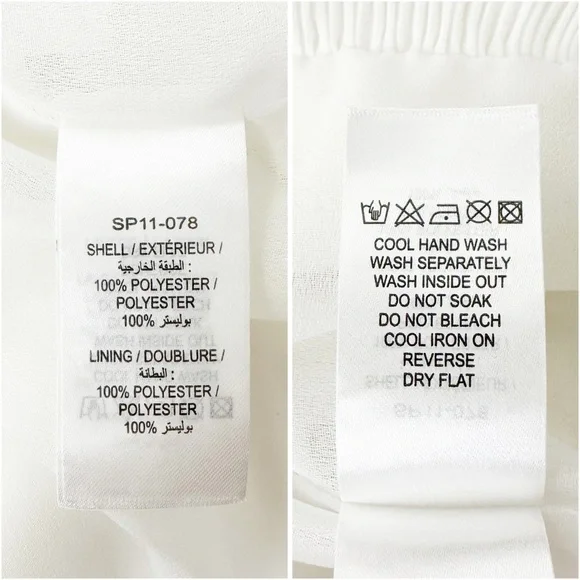 SP11-078
SHELL / EXTÉRIEUR /
الطبقة الخارجية :
100% POLYESTER /
POLYESTER
100% بوليستر
LINING / DOUBLURE /
البطانة :
100% POLYESTER /
POLYESTER
100% بوليستر
COOL HAND WASH
WASH SEPARATELY
WASH INSIDE OUT
DO NOT SOAK
DO NOT BLEACH
COOL IRON ON
REVERSE
DRY FLAT